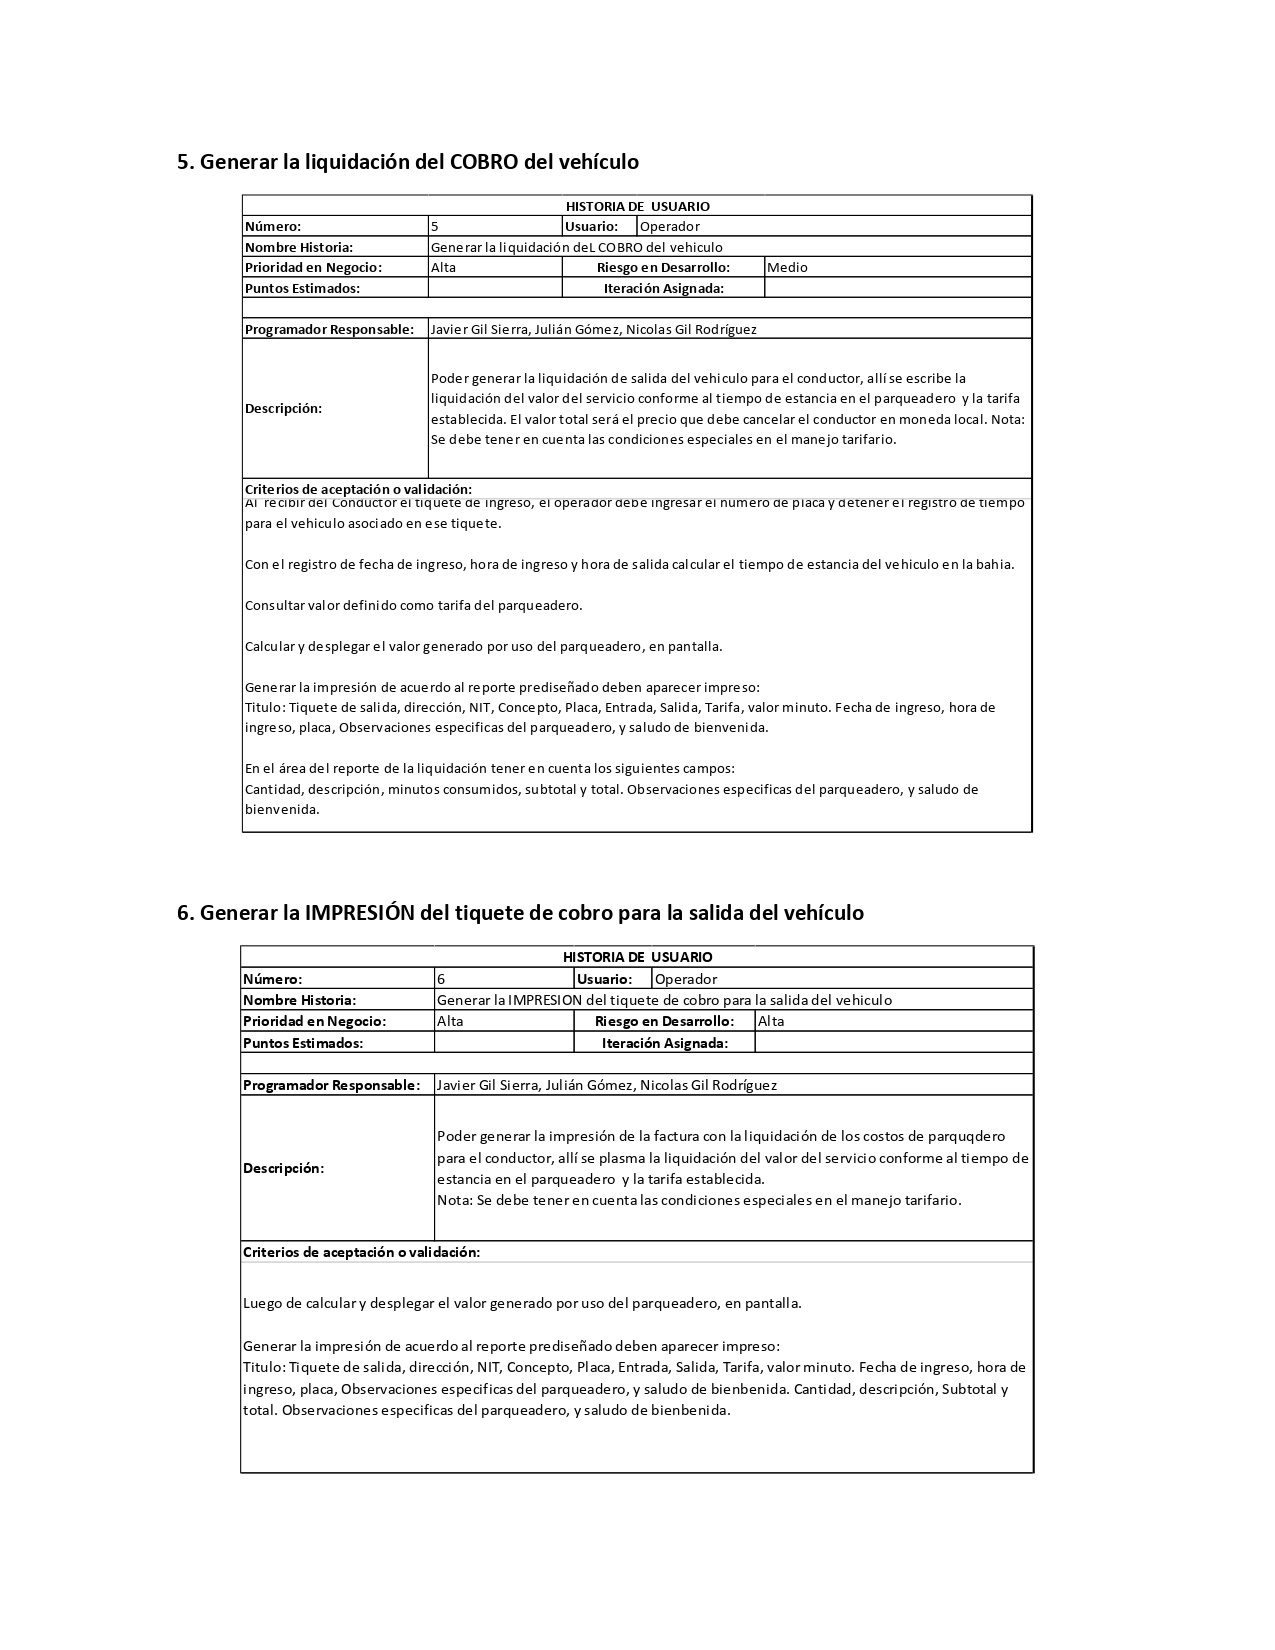 5. Generar la liquidación del COBRO del vehículo
HISTORIA DE USUARIO
Número: 5 Usuario: Operador
Nombre Historia: Generar la liquidación deL COBRO del vehiculo
Prioridad en Negocio: Alta Riesgo en Desarrollo: Medio
Puntos Estimados: Iteración Asignada:
Programador Responsable: Javier Gil Sierra, Julián Gómez, Nicolas Gil Rodríguez
Descripción:
Poder generar la liquidación de salida del vehiculo para el conductor, allí se escribe la
liquidación del valor del servicio conforme al tiempo de estancia en el parqueadero y la tarifa
establecida. El valor total será el precio que debe cancelar el conductor en moneda local. Nota:
Se debe tener en cuenta las condiciones especiales en el manejo tarifario.
Criterios de aceptación o validación:
Al recibir del Conductor el tiquete de ingreso, el operador debe ingresar el numero de placa y detener el registro de tiempo
para el vehiculo asociado en ese tiquete.
Con el registro de fecha de ingreso, hora de ingreso y hora de salida calcular el tiempo de estancia del vehiculo en la bahia.
Consultar valor definido como tarifa del parqueadero.
Calcular y desplegar el valor generado por uso del parqueadero, en pantalla.
Generar la impresión de acuerdo al reporte prediseñado deben aparecer impreso:
Titulo: Tiquete de salida, dirección, NIT, Concepto, Placa, Entrada, Salida, Tarifa, valor minuto. Fecha de ingreso, hora de
ingreso, placa, Observaciones especificas del parqueadero, y saludo de bienvenida.
En el área del reporte de la liquidación tener en cuenta los siguientes campos:
Cantidad, descripción, minutos consumidos, subtotal y total. Observaciones especificas del parqueadero, y saludo de
bienvenida.
6. Generar la IMPRESIÓN del tiquete de cobro para la salida del vehículo
HISTORIA DE USUARIO
Número: 6 Usuario: Operador
Nombre Historia: Generar la IMPRESION del tiquete de cobro para la salida del vehiculo
Prioridad en Negocio: Alta Riesgo en Desarrollo: Alta
Puntos Estimados: Iteración Asignada:
Programador Responsable: Javier Gil Sierra, Julián Gómez, Nicolas Gil Rodríguez
Descripción:
Poder generar la impresión de la factura con la liquidación de los costos de parquqdero
para el conductor, allí se plasma la liquidación del valor del servicio conforme al tiempo de
estancia en el parqueadero y la tarifa establecida.
Nota: Se debe tener en cuenta las condiciones especiales en el manejo tarifario.
Criterios de aceptación o validación:
Luego de calcular y desplegar el valor generado por uso del parqueadero, en pantalla.
Generar la impresión de acuerdo al reporte prediseñado deben aparecer impreso:
Titulo: Tiquete de salida, dirección, NIT, Concepto, Placa, Entrada, Salida, Tarifa, valor minuto. Fecha de ingreso, hora de
ingreso, placa, Observaciones especificas del parqueadero, y saludo de bienbenida. Cantidad, descripción, Subtotal y
total. Observaciones especificas del parqueadero, y saludo de bienbenida.